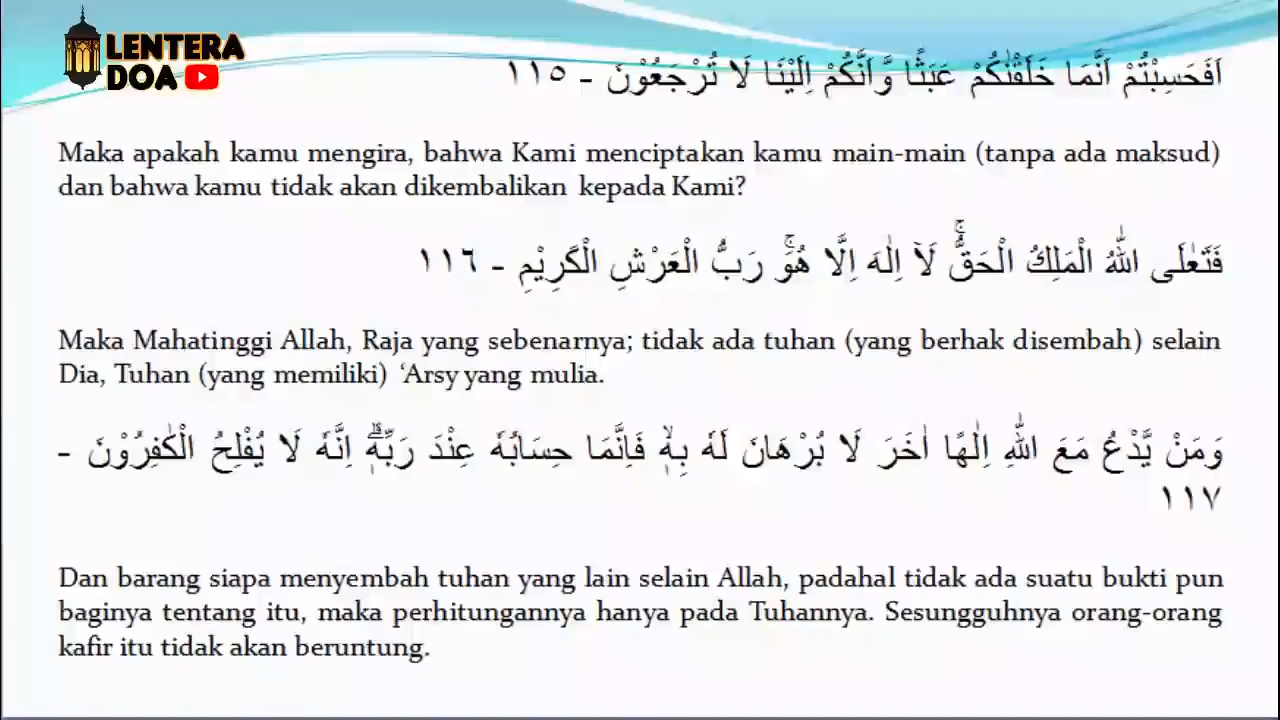 LENTERA
DOA
اَفَحَسِبْتُمْ اَنَّمَا خَلَقْنٰكُمْ عَبَثًا وَّاَنَّكُمْ اِلَيْنَا لَا تُرْجَعُوْنَ - ١١٥
Maka apakah kamu mengira, bahwa Kami menciptakan kamu main-main (tanpa ada maksud)
dan bahwa kamu tidak akan dikembalikan kepada Kami?
فَتَعٰلَى اللّٰهُ الْمَلِكُ الْحَقُّۚ لَآ اِلٰهَ اِلَّا هُوَۚ رَبُّ الْعَرْشِ الْكَرِيْمِ - ١١٦
Maka Mahatinggi Allah, Raja yang sebenarnya; tidak ada tuhan (yang berhak disembah) selain
Dia, Tuhan (yang memiliki) ‘Arsy yang mulia.
وَمَنْ يَّدْعُ مَعَ اللّٰهِ اِلٰهًا اٰخَرَ لَا بُرْهَانَ لَهٗ بِهٖۙ فَاِنَّمَا حِسَابُهٗ عِنْدَ رَبِّهٖۗ اِنَّهٗ لَا يُفْلِحُ الْكٰفِرُوْنَ -
١١٧
Dan barang siapa menyembah tuhan yang lain selain Allah, padahal tidak ada suatu bukti pun
baginya tentang itu, maka perhitungannya hanya pada Tuhannya. Sesungguhnya orang-orang
kafir itu tidak akan beruntung.